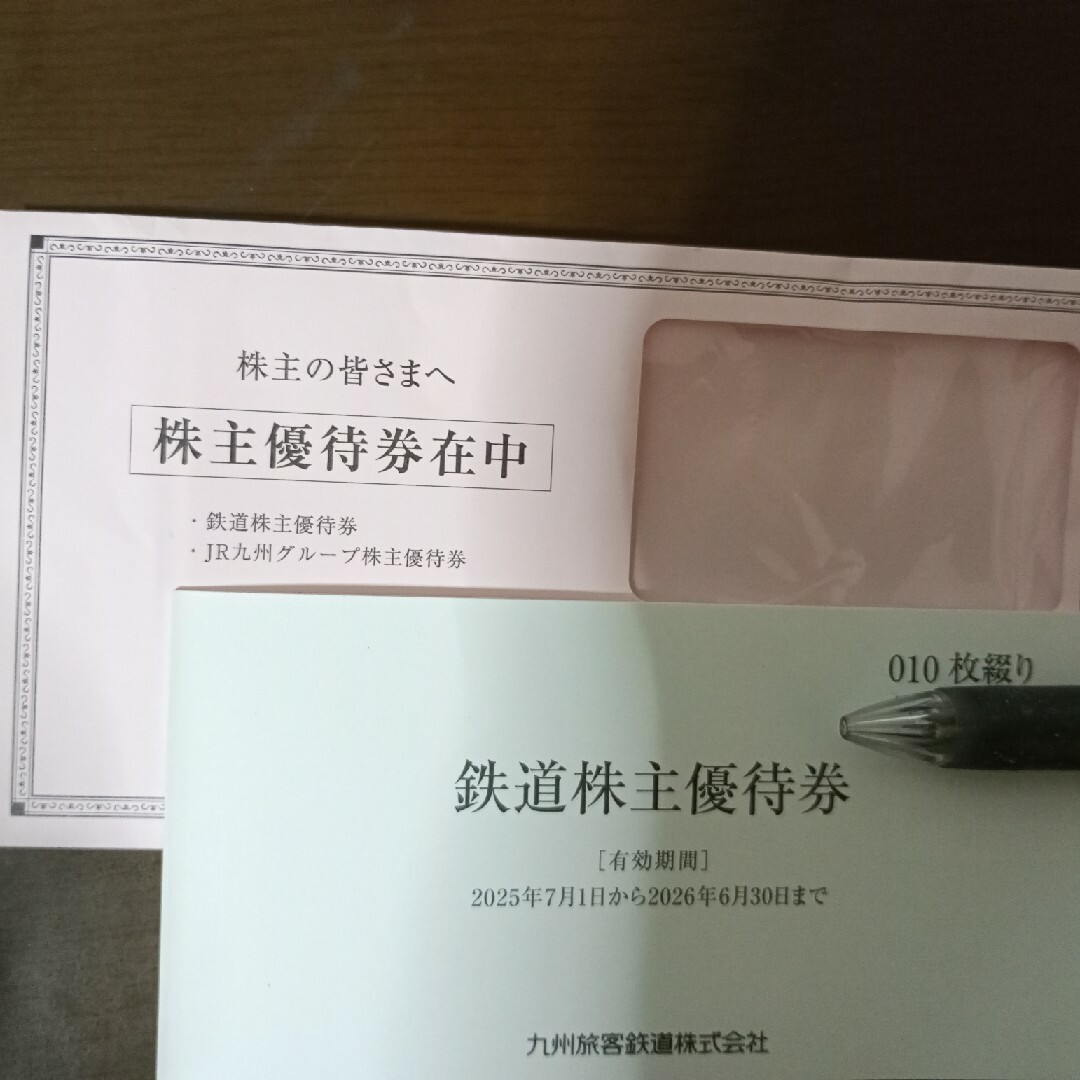 株主の皆さまへ
株主優待券在中
・鉄道株主優待券
・JR九州グループ株主優待券
010 枚綴り
鉄道株主優待券
［有効期間］
2025年7月1日から2026年6月30日まで
九州旅客鉄道株式会社